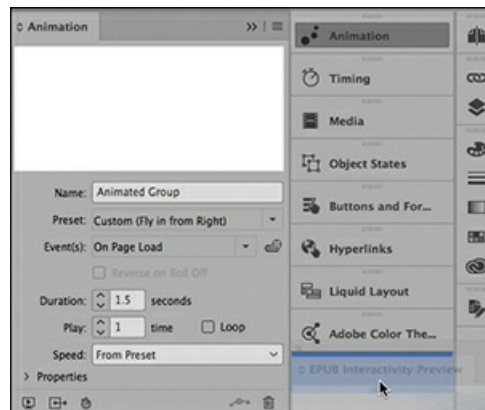 Animation
Name: Animated Group
Preset: Custom (Fly in from Right)
Event(s): On Page Load
Reverse on Roll Off
Duration: 1.5 seconds
Play: 1 time Loop
Speed: From Preset
Properties
Animation
Timing
Media
Object States
Buttons and For...
Hyperlinks
Liquid Layout
Adobe Color The...
EPUB Interactivity Preview